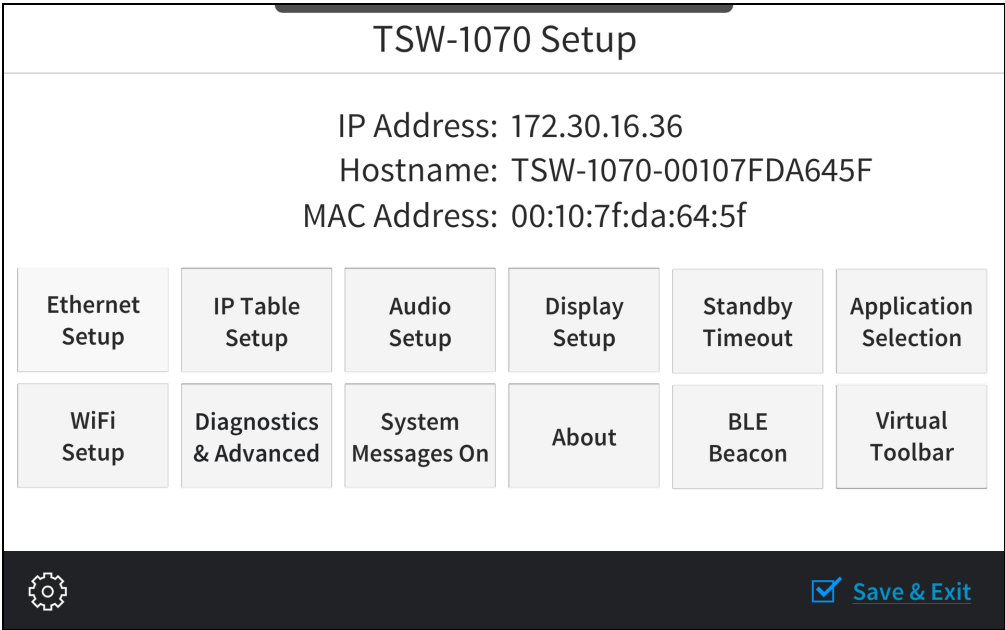 TSW-1070 Setup
IP Address: 172.30.16.36
Hostname: TSW-1070-00107FDA645F
MAC Address: 00:10:7f:da:64:5f
Ethernet
Setup
IP Table
Setup
Audio
Setup
Display
Setup
Standby
Timeout
Application
Selection
WiFi
Setup
Diagnostics
& Advanced
System
Messages On
About
BLE
Beacon
Virtual
Toolbar
Save & Exit